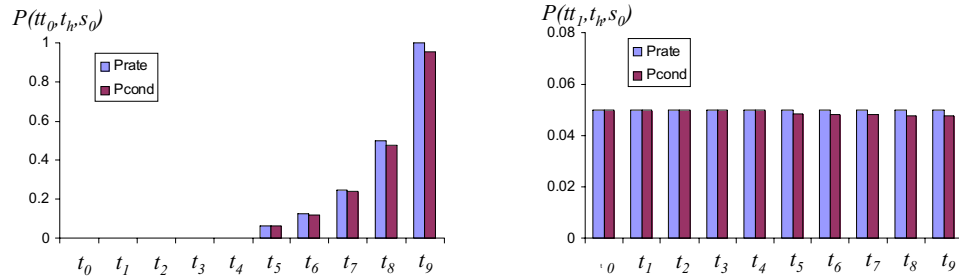 P(tt0,th,s0)
1
0.8
0.6
0.4
0.2
0
Prate
Pcond
t0 t1 t2 t3 t4 t5 t6 t7 t8 t9
P(tt1,th,s0)
0.08
0.06
0.04
0.02
0.00
Prate
Pcond
0 t1 t2 t3 t4 t5 t6 t7 t8 t9